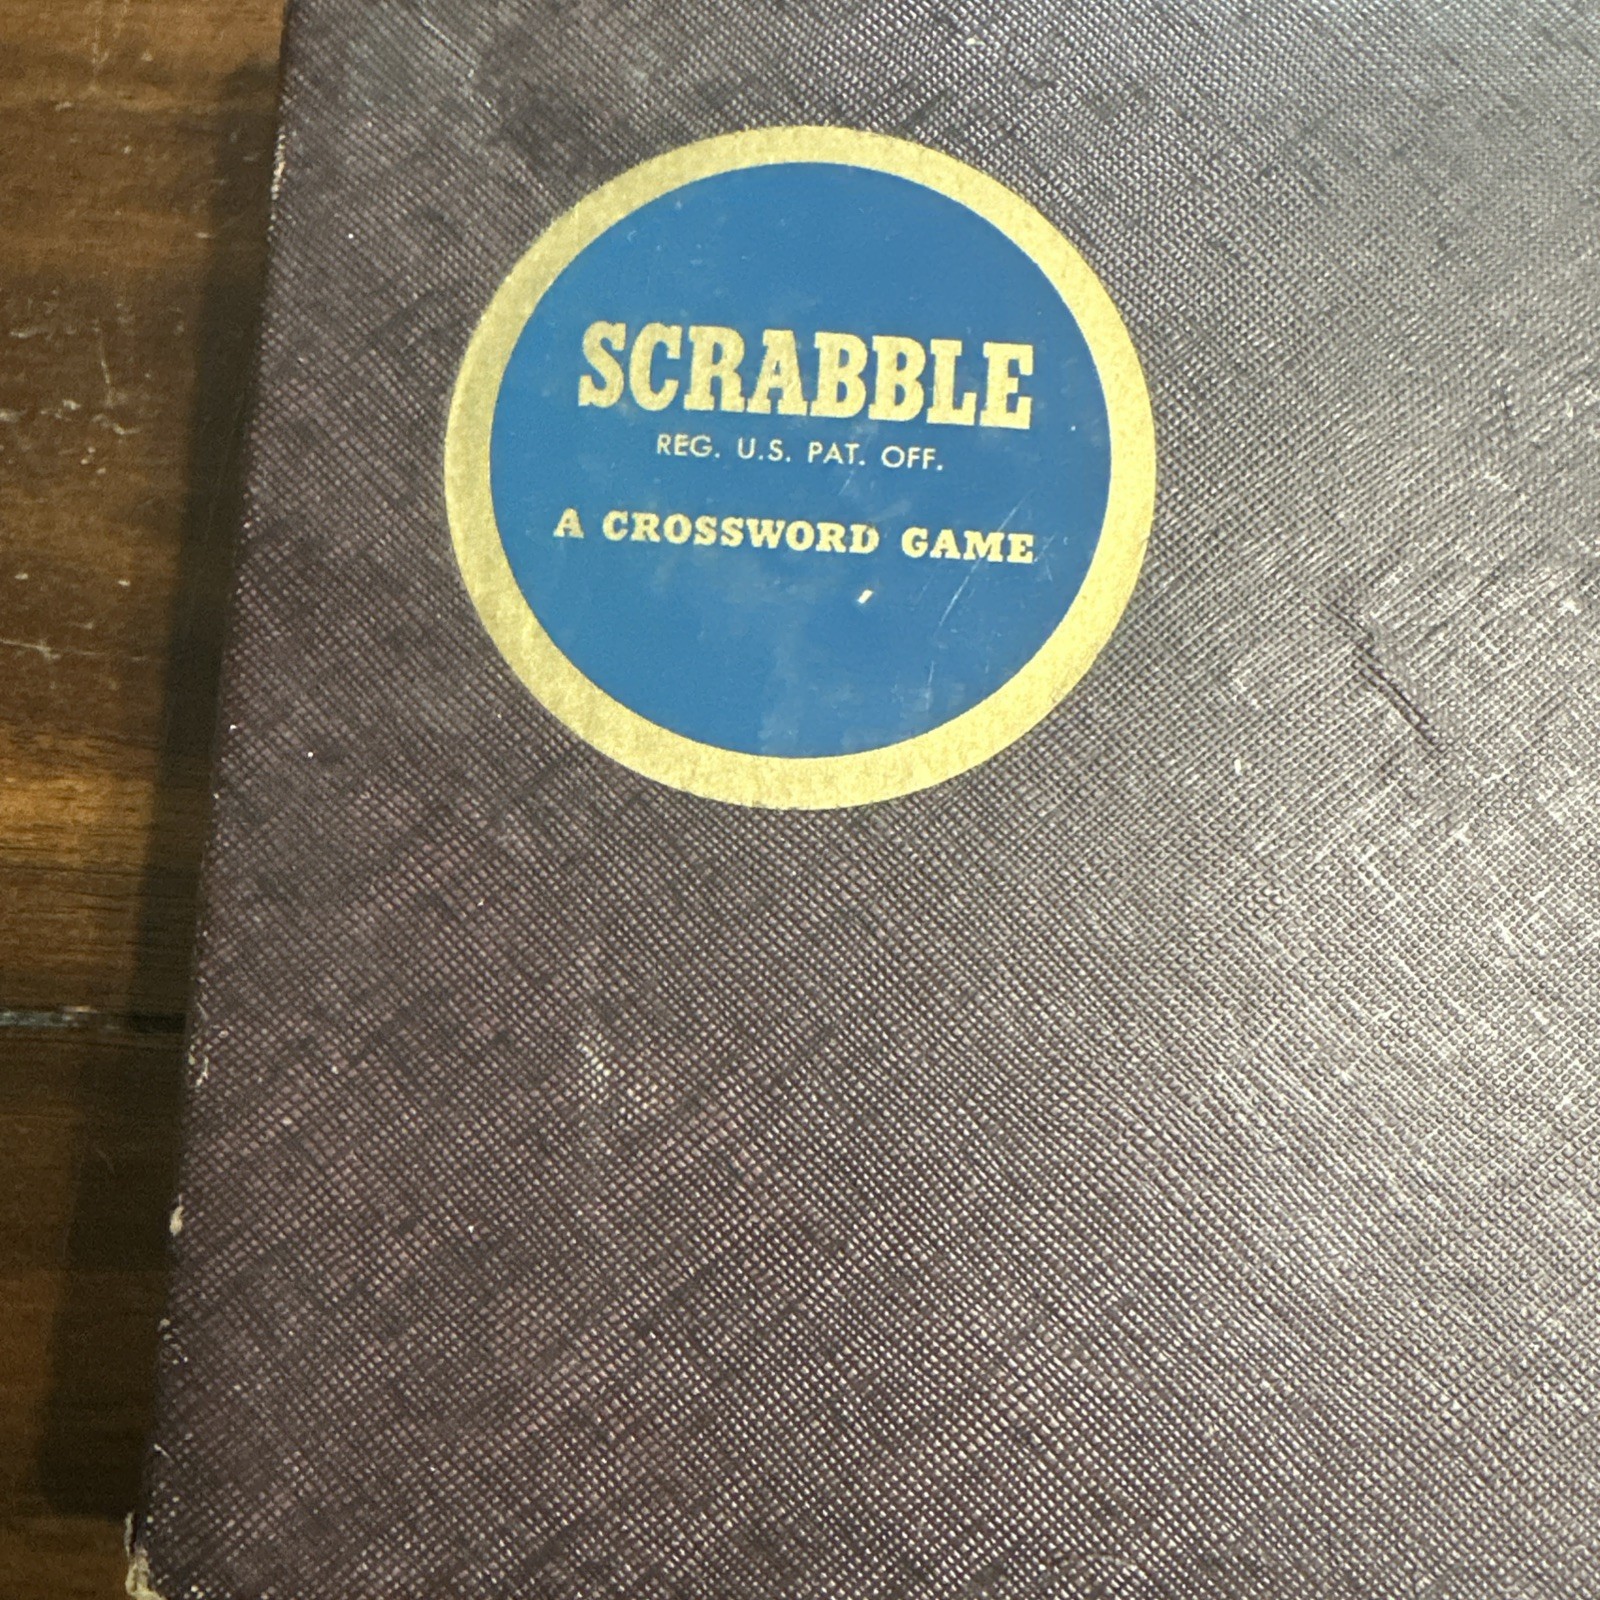 SCRABBLE
REG. U.S. PAT. OFF.
A CROSSWORD GAME